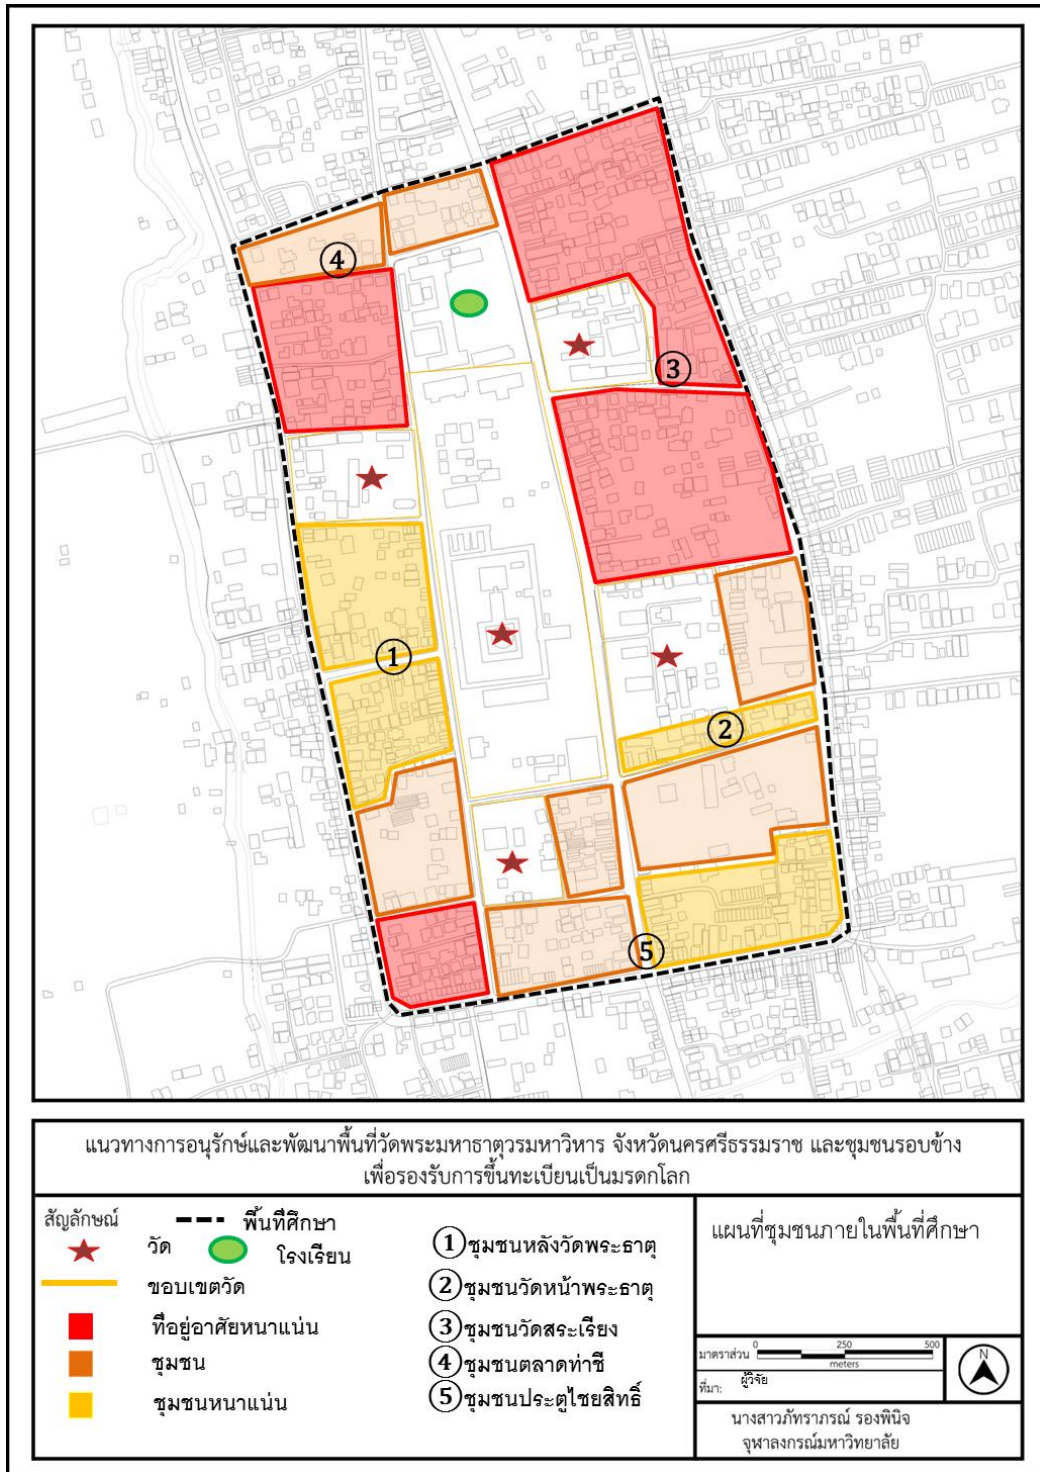 4
3
1
2
5
แนวทางการอนุรักษ์และพัฒนาพื้นที่วัดพระมหาธาตุวรมหาวิหาร จังหวัดนครศรีธรรมราช และชุมชนรอบข้าง
เพื่อรองรับการขึ้นทะเบียนเป็นมรดกโลก
สัญลักษณ์
พื้นที่ศึกษา
วัด
โรงเรียน
ขอบเขตวัด
ที่อยู่อาศัยหนาแน่น
ชุมชน
ชุมชนหนาแน่น
1 ชุมชนหลังวัดพระธาตุ
2 ชุมชนวัดหน้าพระธาตุ
3 ชุมชนวัดสระเรียง
4 ชุมชนตลาดท่าชี
5 ชุมชนประตูไชยสิทธิ์
แผนที่ชุมชนภายในพื้นที่ศึกษา
มาตราส่วน 0 250 500
meters
N
ที่มา: ผู้วิจัย
นางสาวภัทราภรณ์ รองพินิจ
จุฬาลงกรณ์มหาวิทยาลัย